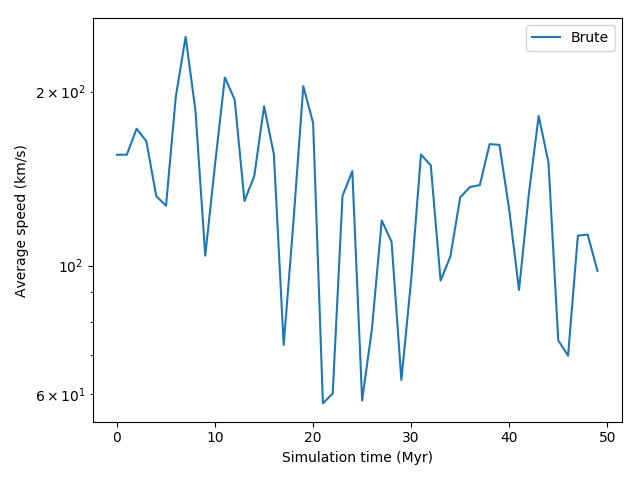 Brute
2 × 10²
10²
6 × 10¹
Average speed (km/s)
0 10 20 30 40 50
Simulation time (Myr)